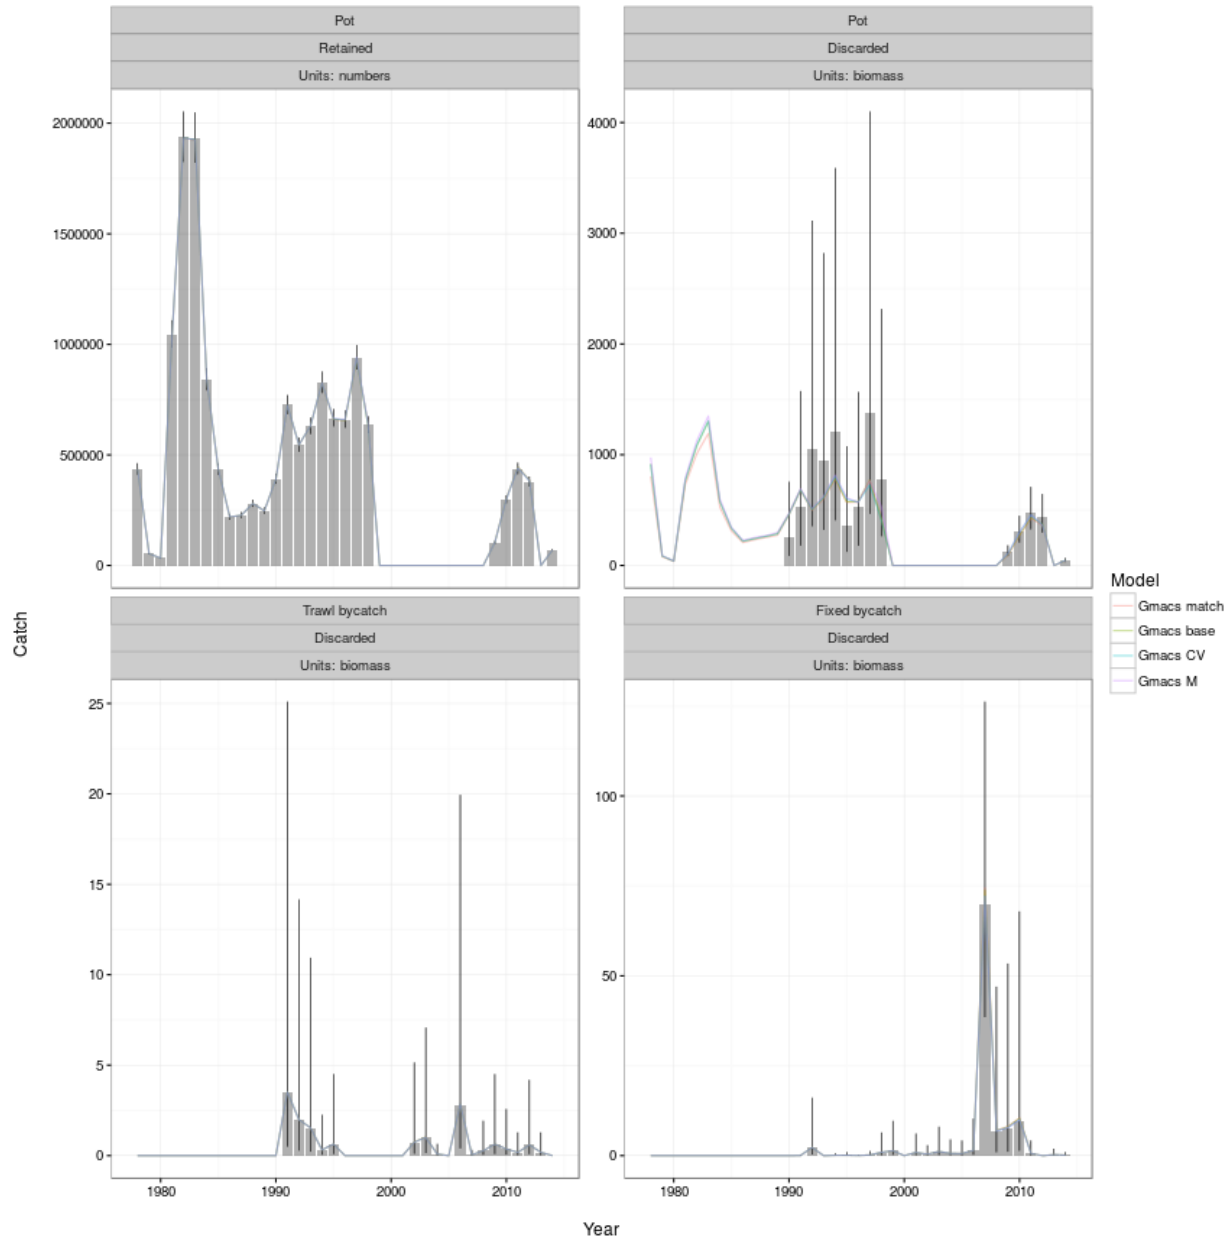 Pot
Retained
Units: numbers
2000000
1500000
1000000
500000
0
Pot
Discarded
Units: biomass
4000
3000
2000
1000
0
Trawl bycatch
Discarded
Units: biomass
25
20
15
10
5
0
1980 1990 2000 2010
Fixed bycatch
Discarded
Units: biomass
100
50
0
1980 1990 2000 2010
Catch
Year
Model
Gmacs match
Gmacs base
Gmacs CV
Gmacs M